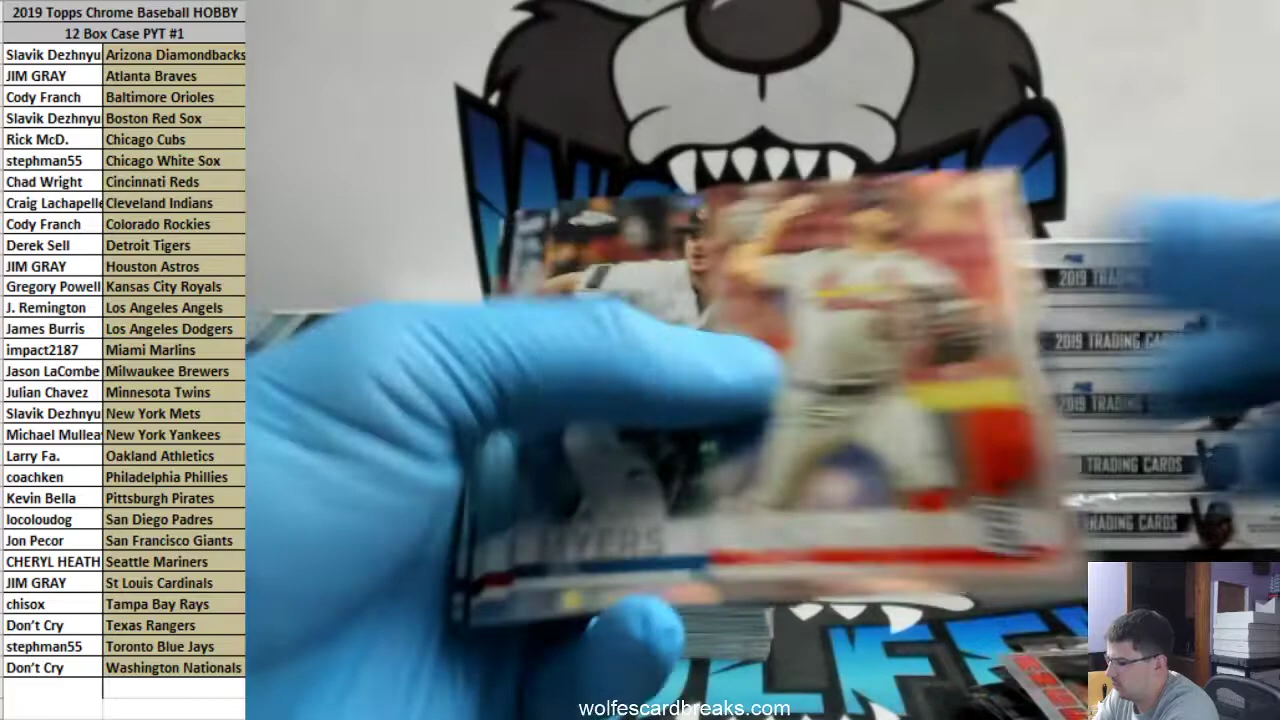 2019 Topps Chrome Baseball HOBBY
12 Box Case PYT #1
Slavik Dezhnyu Arizona Diamondbacks
JIM GRAY Atlanta Braves
Cody Franch Baltimore Orioles
Slavik Dezhnyu Boston Red Sox
Rick McD. Chicago Cubs
stephman55 Chicago White Sox
Chad Wright Cincinnati Reds
Craig Lachapelle Cleveland Indians
Cody Franch Colorado Rockies
Derek Sell Detroit Tigers
JIM GRAY Houston Astros
Gregory Powell Kansas City Royals
J. Remington Los Angeles Angels
James Burris Los Angeles Dodgers
impact2187 Miami Marlins
Jason LaCombe Milwaukee Brewers
Julian Chavez Minnesota Twins
Slavik Dezhnyu New York Mets
Michael Mullea New York Yankees
Larry Fa. Oakland Athletics
coachken Philadelphia Phillies
Kevin Bella Pittsburgh Pirates
locoloudog San Diego Padres
Jon Pecor San Francisco Giants
CHERYL HEATH Seattle Mariners
JIM GRAY St Louis Cardinals
chisox Tampa Bay Rays
Don't Cry Texas Rangers
stephman55 Toronto Blue Jays
Don't Cry Washington Nationals
2019 TRADING CARDS
2019 TRADING CA
2019 TRADING
TRADING CARDS
TRADING CARDS
MYERS
WOLFE
wolfescardbreaks.com